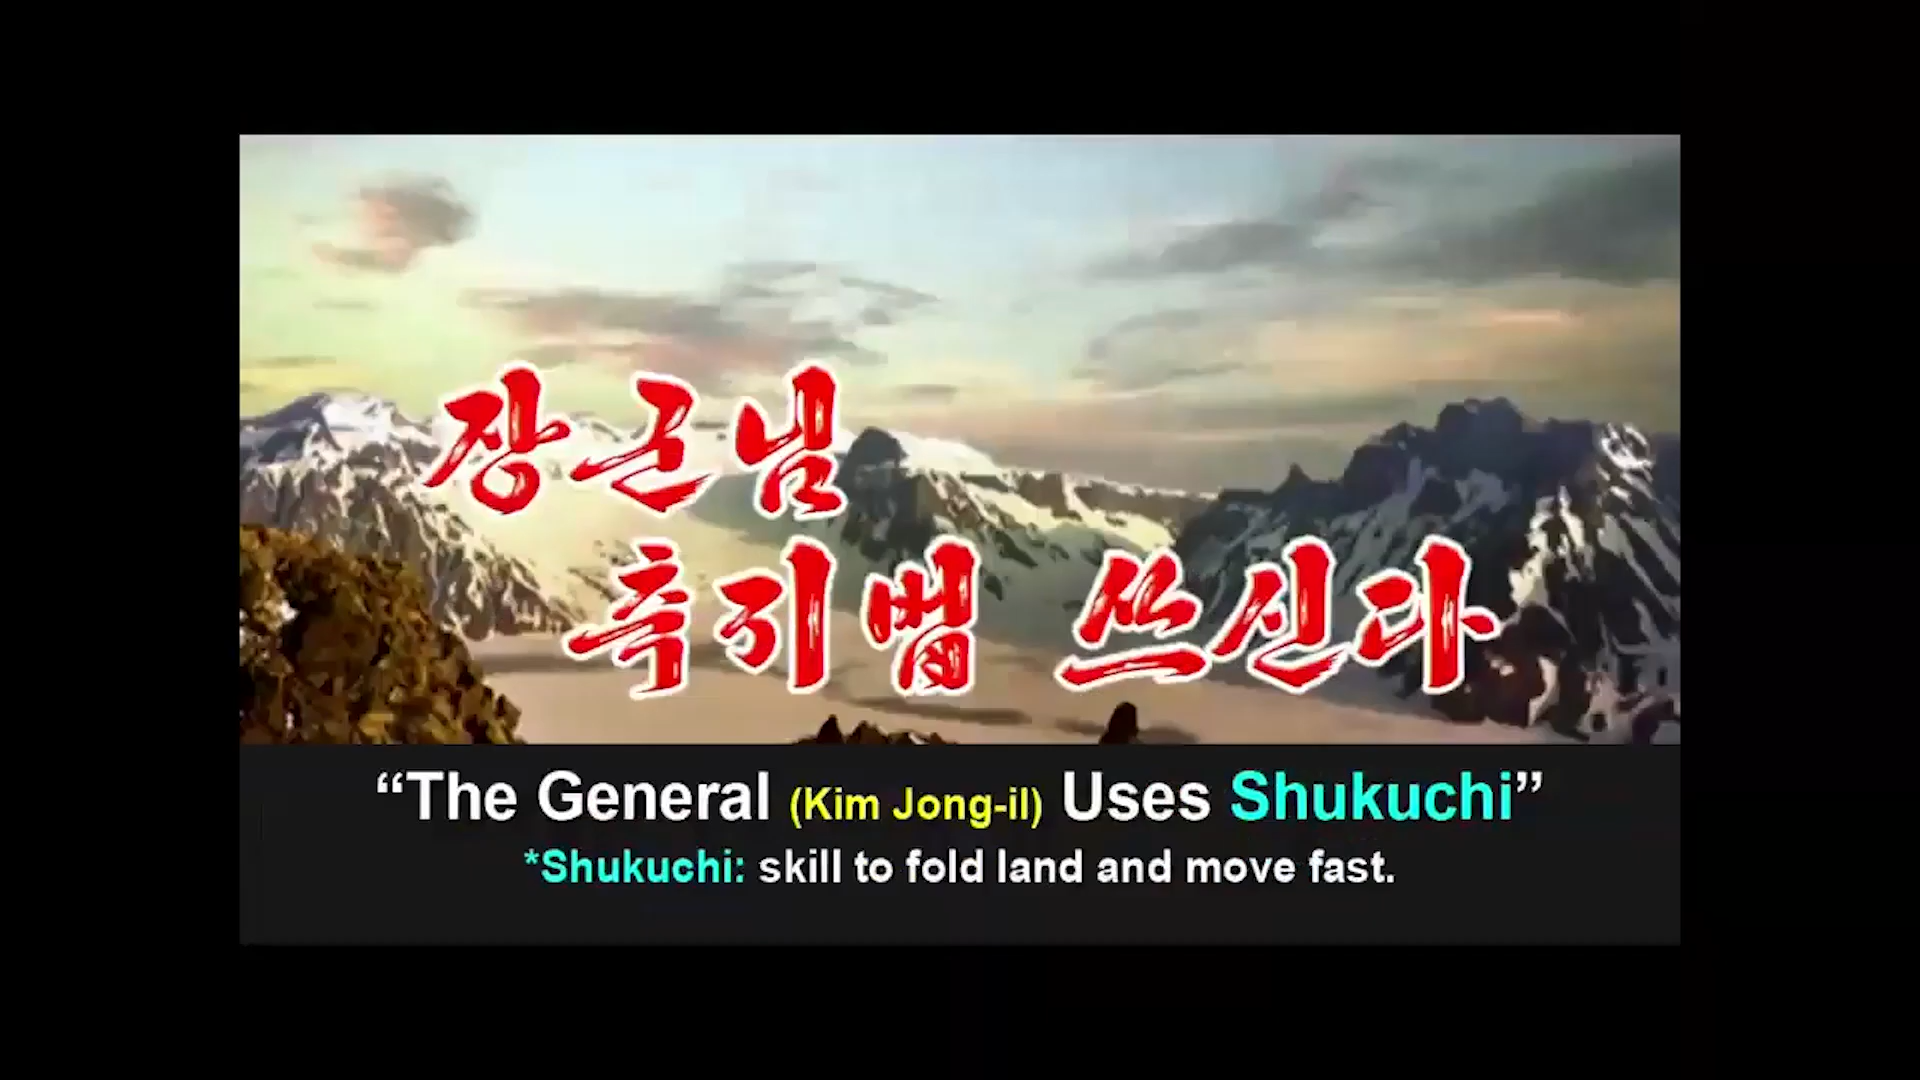 장군님
축지법 쓰신다
“The General (Kim Jong-il) Uses Shukuchi”
*Shukuchi: skill to fold land and move fast.